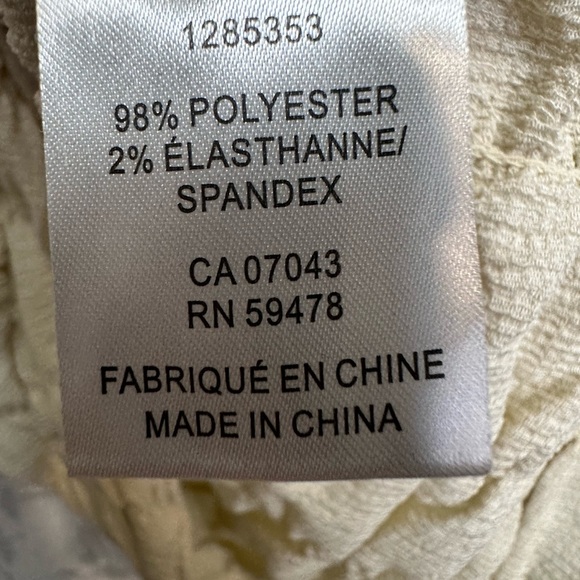 1285353
98% POLYESTER
2% ÉLASTHANNE/
SPANDEX
CA 07043
RN 59478
FABRIQUÉ EN CHINE
MADE IN CHINA